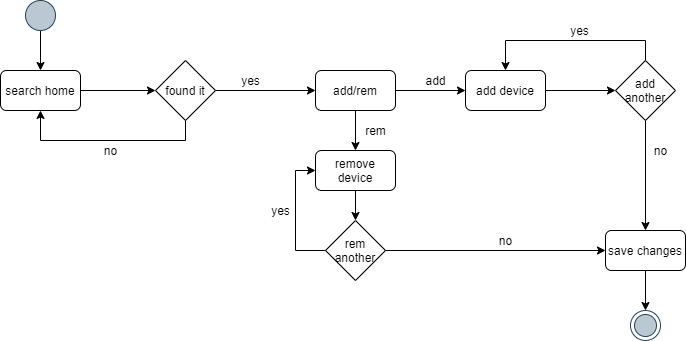 yes
search home
found it
yes
add/rem
add
add device
add
another
no
rem
no
remove
device
yes
rem
another
no
save changes